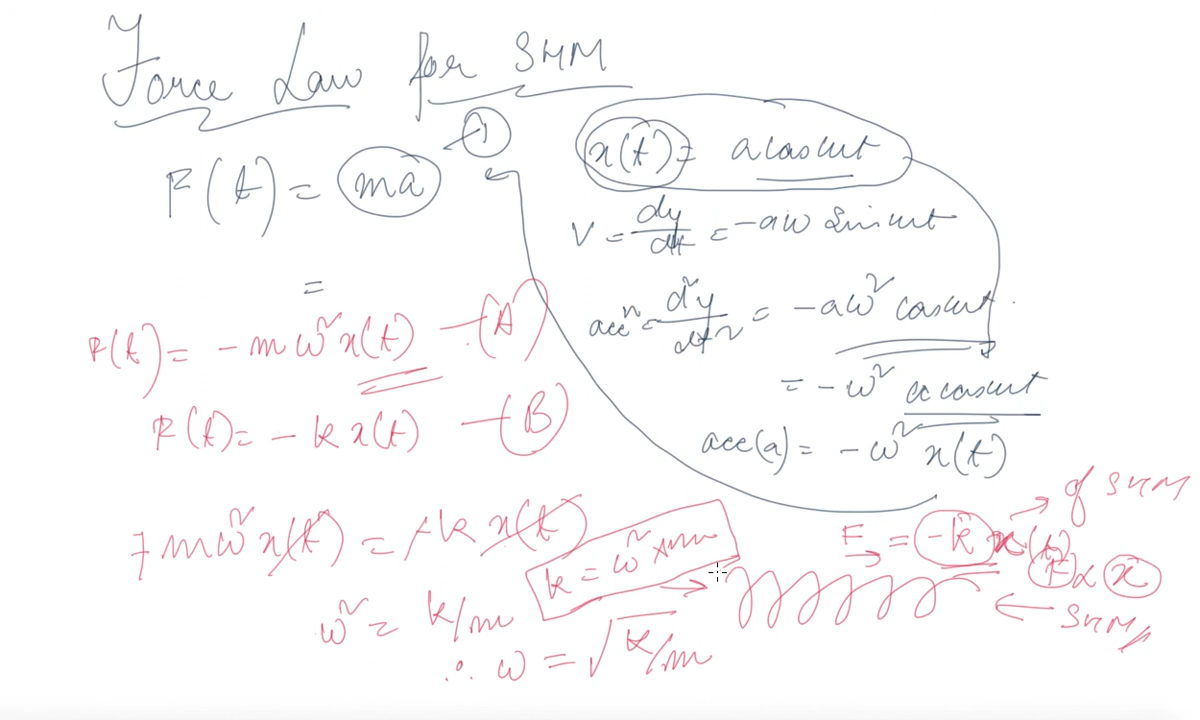 Force Law for SHM
F(t) = ma ①
x(t) = a cos ωt
V = dy/dt = -aω Sin ωt
accⁿ = d²y/dt² = -aω² cos ωt
=
= -ω² a cos ωt
F(t) = - mω² x(t) -(A)
acc(a) = -ω² x(t)
F(t) = - k x(t) -(B)
of SHM
mω² x(t) = k x(t)
F = -k x(t)
k = ω² × m
F ∝ x
ω² = k/m
SHM
∴ ω = √k/m